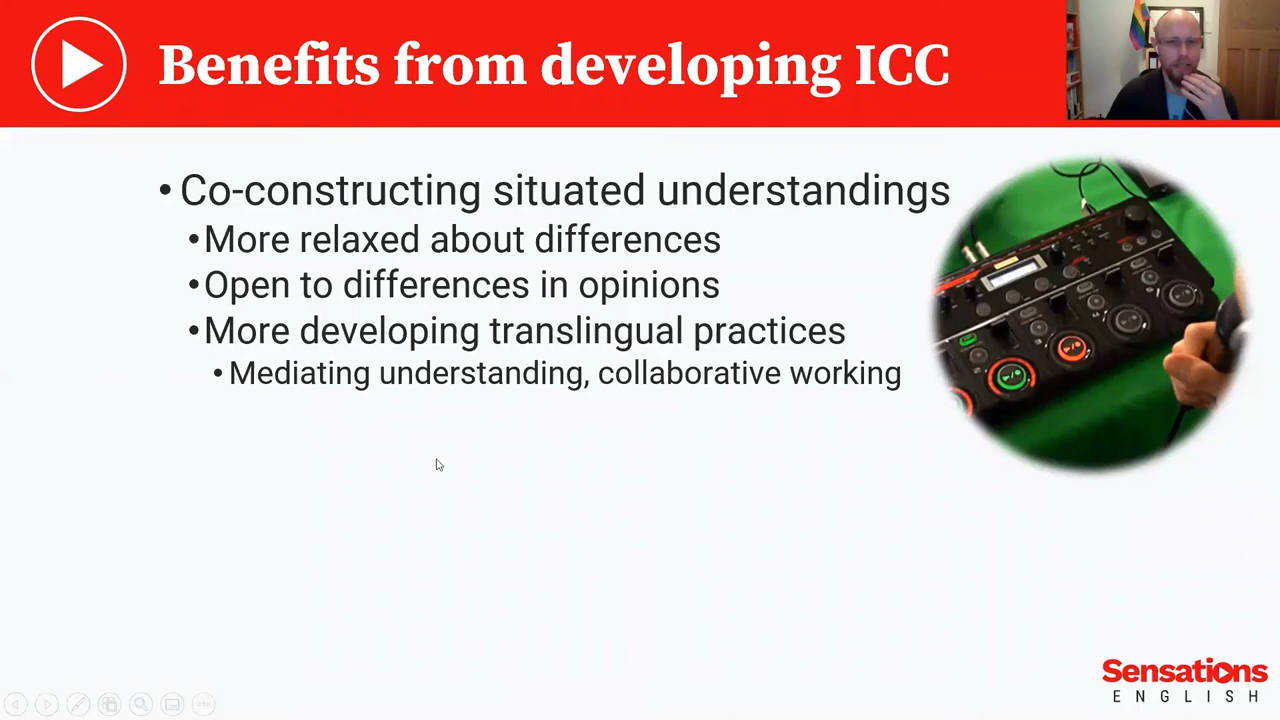 Benefits from developing ICC
• Co-constructing situated understandings
•More relaxed about differences
•Open to differences in opinions
•More developing translingual practices
• Mediating understanding, collaborative working
Sensations
ENGLISH